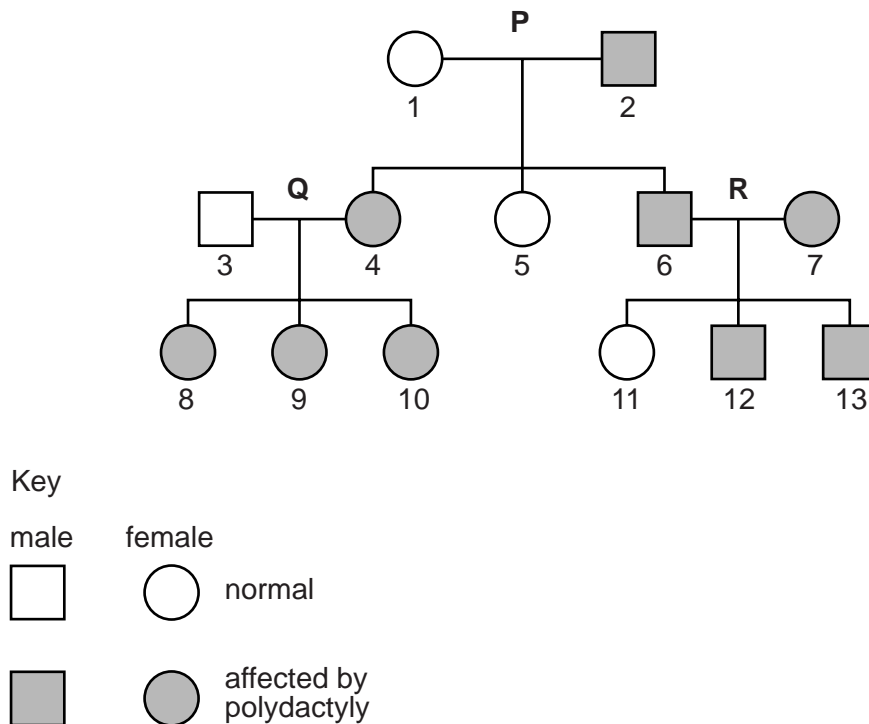 P
1 2
Q R
3 4 5 6 7
8 9 10 11 12 13
Key
male female
normal
affected by
polydactyly